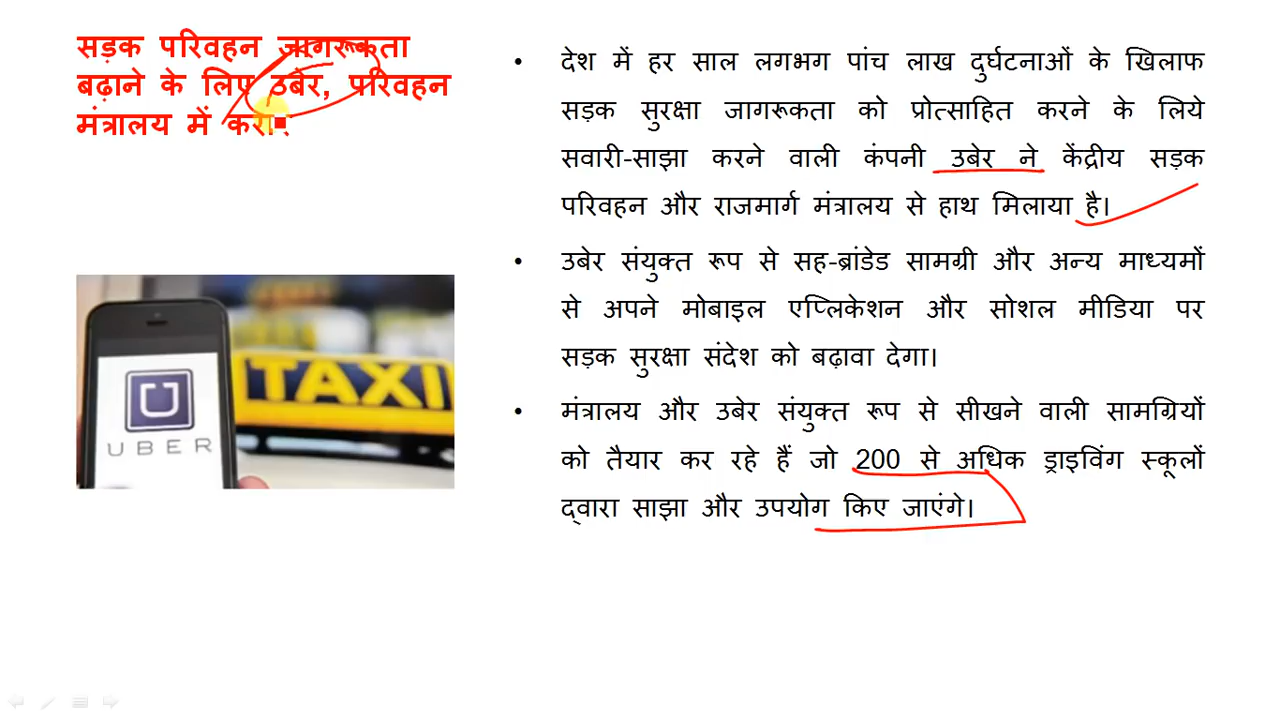 सड़क परिवहन जागरूकता
बढ़ाने के लिए उबेर, परिवहन
मंत्रालय में करार
देश में हर साल लगभग पांच लाख दुर्घटनाओं के खिलाफ
सड़क सुरक्षा जागरूकता को प्रोत्साहित करने के लिये
सवारी-साझा करने वाली कंपनी उबेर ने केंद्रीय सड़क
परिवहन और राजमार्ग मंत्रालय से हाथ मिलाया है।
उबेर संयुक्त रूप से सह-ब्रांडेड सामग्री और अन्य माध्यमों
से अपने मोबाइल एप्लिकेशन और सोशल मीडिया पर
सड़क सुरक्षा संदेश को बढ़ावा देगा।
मंत्रालय और उबेर संयुक्त रूप से सीखने वाली सामग्रियों
को तैयार कर रहे हैं जो 200 से अधिक ड्राइविंग स्कूलों
द्वारा साझा और उपयोग किए जाएंगे।
U
UBER
TAXI